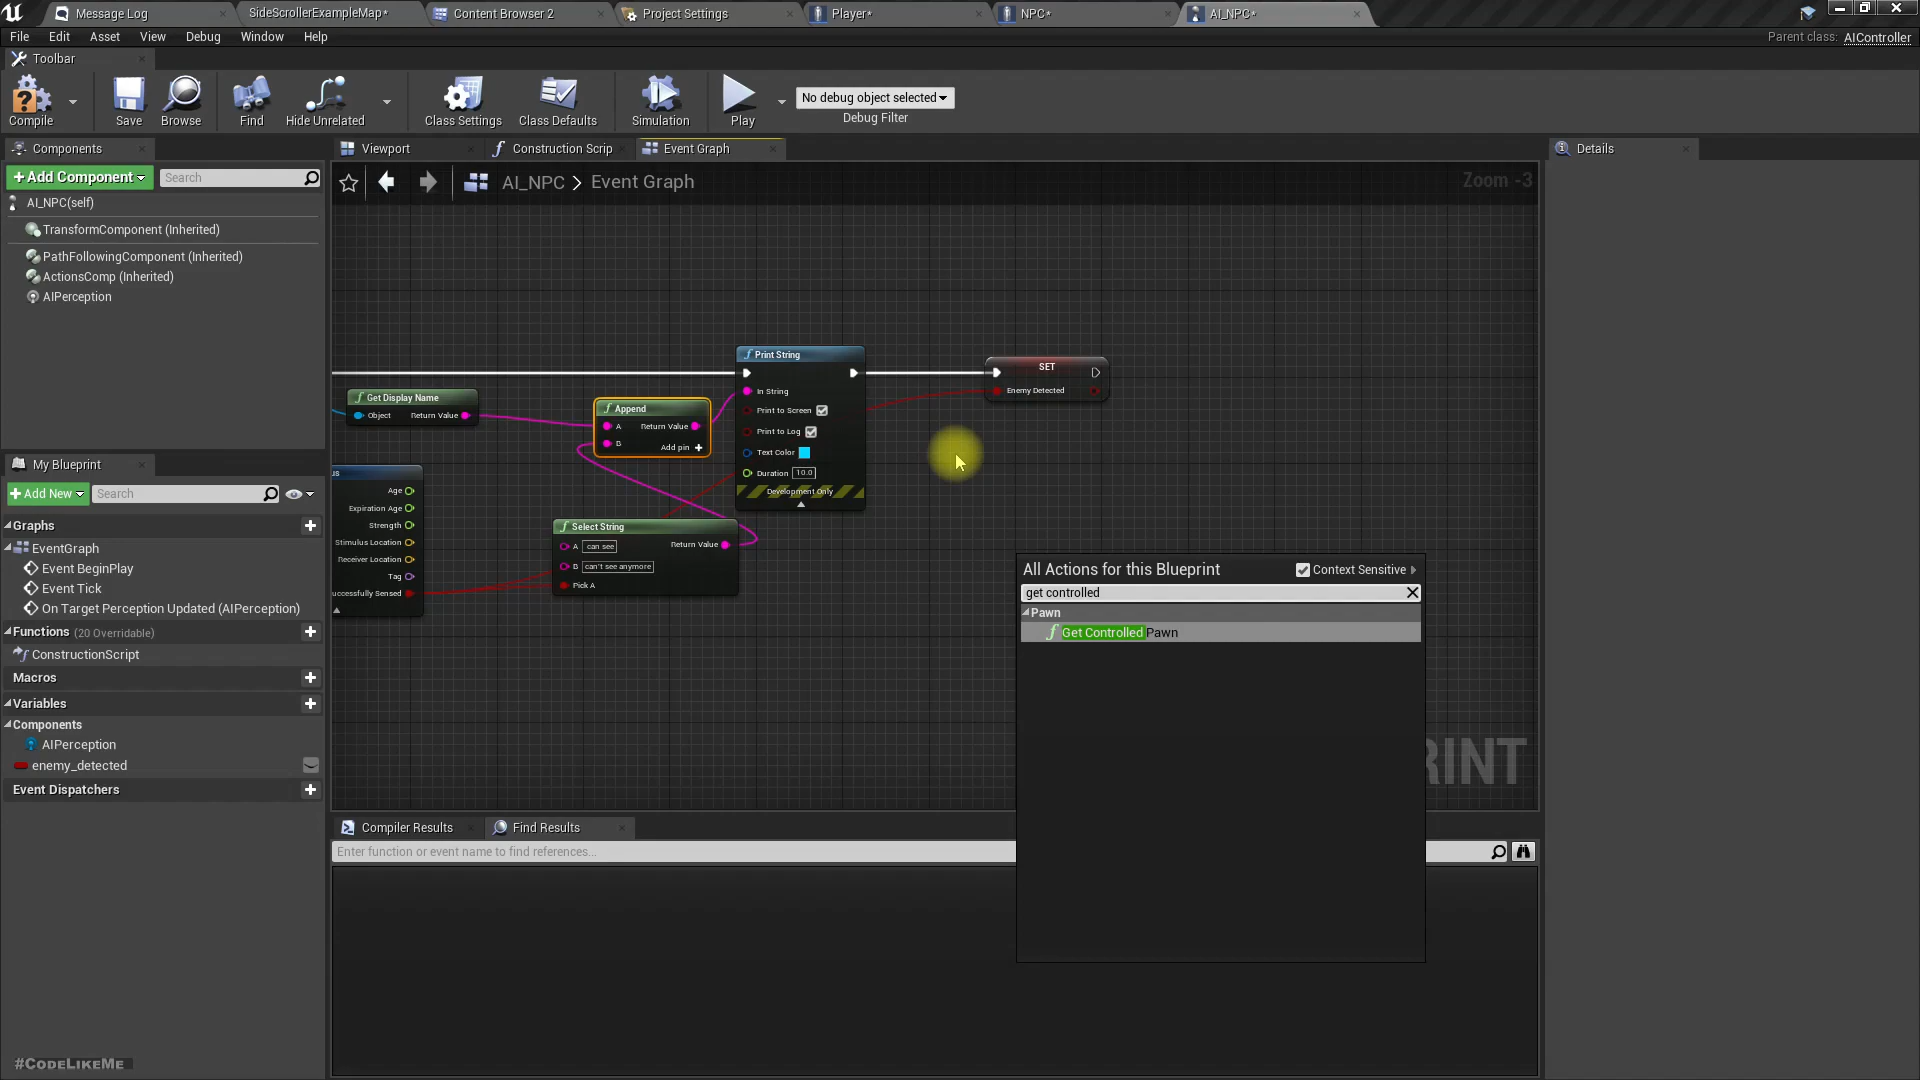 Message Log
SideScrollerExampleMap*
Content Browser 2
Project Settings
Player*
NPC*
AI_NPC*
File
Edit
Asset
View
Debug
Window
Help
Parent class: AIController
Toolbar
Compile
Save
Browse
Find
Hide Unrelated
Class Settings
Class Defaults
Simulation
Play
No debug object selected
Debug Filter
Components
Viewport
Construction Scrip
Event Graph
Details
+Add Component
Search
AI_NPC > Event Graph
Zoom -3
AI_NPC(self)
TransformComponent (Inherited)
PathFollowingComponent (Inherited)
ActionsComp (Inherited)
AIPerception
Get Display Name
Object
Return Value
Append
A
Return Value
B
Add pin +
Print String
In String
Print to Screen
Print to Log
Text Color
Duration 10.0
Development Only
SET
Enemy Detected
us
Age
Expiration Age
Strength
Stimulus Location
Receiver Location
Tag
uccessfully Sensed
Select String
A can see
Return Value
B can't see anymore
Pick A
All Actions for this Blueprint
Context Sensitive
get controlled
Pawn
Get Controlled Pawn
RINT
My Blueprint
+Add New
Search
Graphs
EventGraph
Event BeginPlay
Event Tick
On Target Perception Updated (AIPerception)
Functions (20 Overridable)
ConstructionScript
Macros
Variables
Components
AIPerception
enemy_detected
Event Dispatchers
Compiler Results
Find Results
Enter function or event name to find references...
#CodeLikeMe